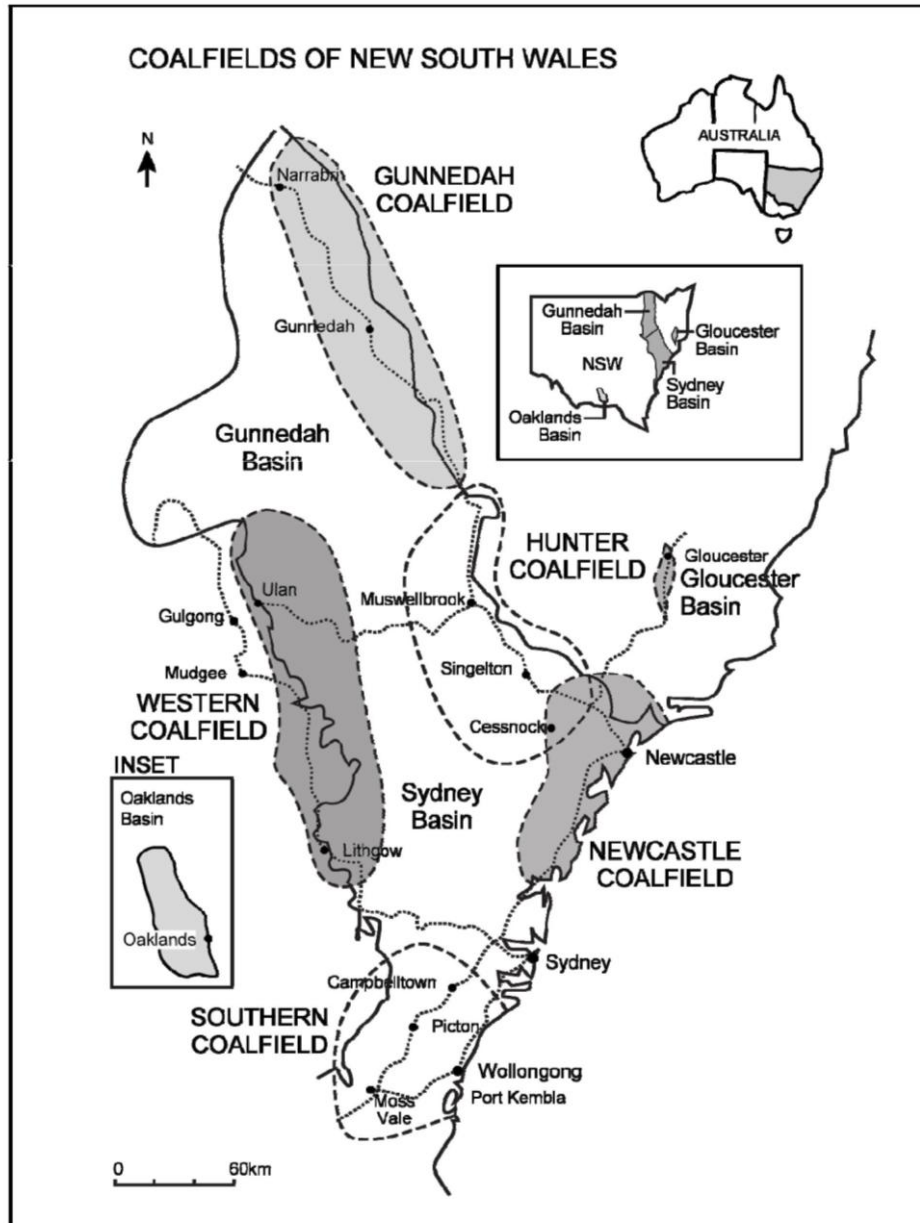 COALFIELDS OF NEW SOUTH WALES
N
AUSTRALIA
Narrabri
GUNNEDAH
COALFIELD
Gunnedah
Gunnedah
Basin
Gloucester
Basin
NSW
Sydney
Basin
Oaklands
Basin
Gunnedah
Basin
HUNTER
COALFIELD
Gloucester
Gloucester
Basin
Ulan
Muswellbrook
Gulgong
Mudgee
Singelton
WESTERN
COALFIELD
Cessnock
Newcastle
INSET
Oaklands
Basin
Sydney
Basin
Lithgow
NEWCASTLE
COALFIELD
Oaklands
Sydney
Campbelltown
SOUTHERN
COALFIELD
Picton
Wollongong
Port Kembla
Moss
Vale
0 60km